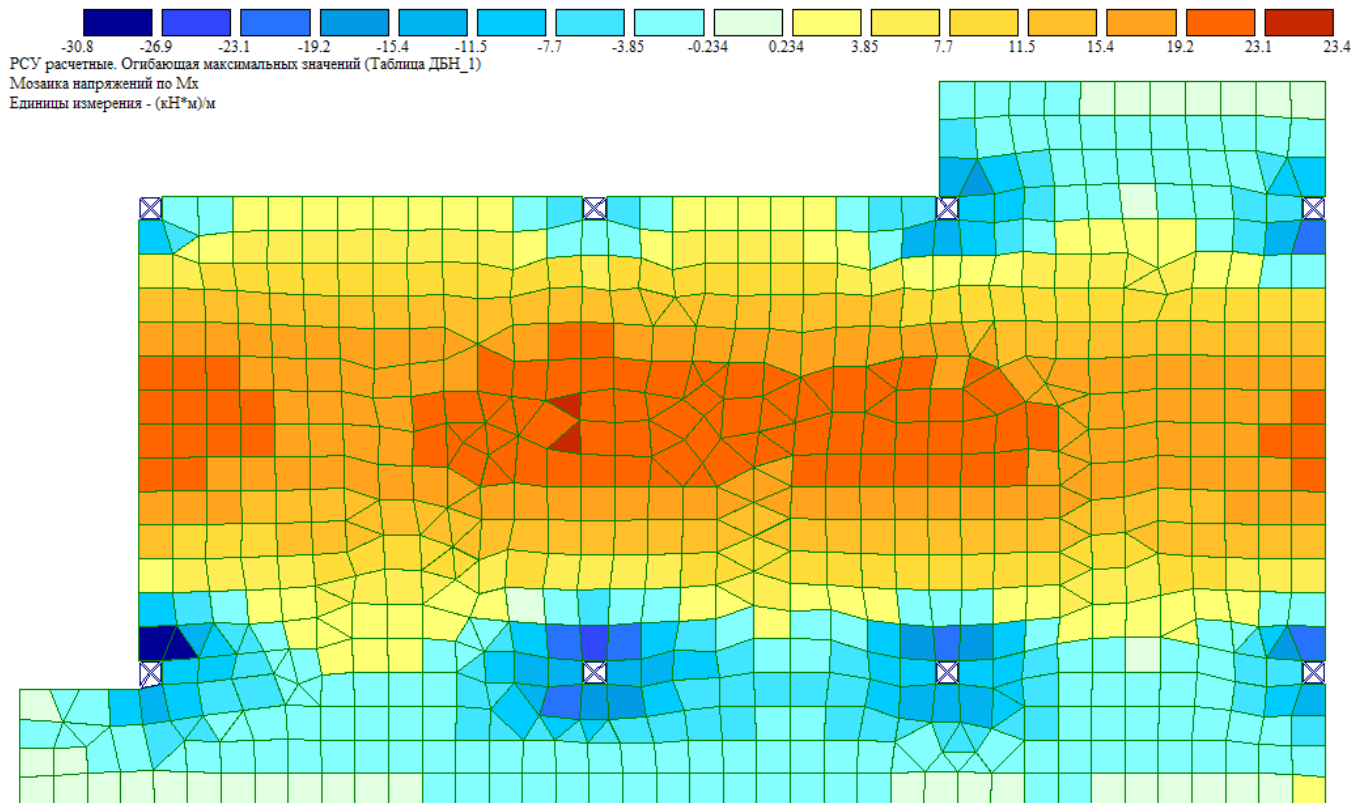 -30.8 -26.9 -23.1 -19.2 -15.4 -11.5 -7.7 -3.85 -0.234 0.234 3.85 7.7 11.5 15.4 19.2 23.1 23.4
РСУ расчетные. Огибающая максимальных значений (Таблица ДБН_1)
Мозаика напряжений по Mx
Единицы измерения - (кН*м)/м